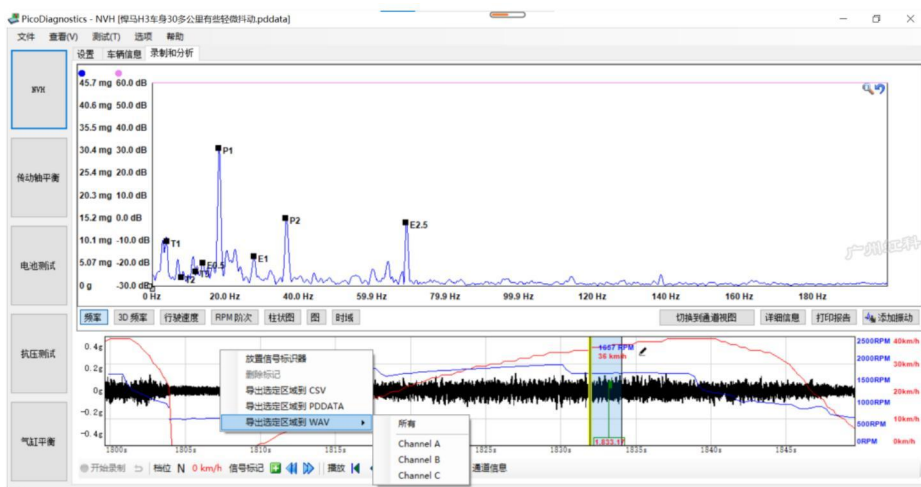 PicoDiagnostics - NVH [悍马H3车身30多公里有些轻微抖动.pddata]
文件 查看(V) 测试(T) 选项 帮助
设置 车辆信息 录制和分析
NVH
传动轴平衡
电池测试
抗压测试
气缸平衡
45.7 mg 60.0 dB
40.6 mg 50.0 dB
35.5 mg 40.0 dB
30.4 mg 30.0 dB
25.4 mg 20.0 dB
20.3 mg 10.0 dB
15.2 mg 0.0 dB
10.1 mg -10.0 dB
5.07 mg -20.0 dB
0 g -30.0 dB
P1
P2
E2.5
T1
E0.5
T2
E1
广州虹科
0 Hz 20.0 Hz 40.0 Hz 59.9 Hz 79.9 Hz 99.9 Hz 120 Hz 140 Hz 160 Hz 180 Hz
频率 3D 频率 行驶速度 RPM 阶次 柱状图 图 时域 切换到通道视图 详细信息 打印报告 添加振动
0.4g
0.2g
0g
-0.2g
-0.4g
放置信号标识器
删除标记
导出选定区域到 CSV
导出选定区域到 PDDATA
导出选定区域到 WAV
所有
Channel A
Channel B
Channel C
1667 RPM
36 km/h
2500RPM 40km/h
2000RPM 30km/h
1500RPM 20km/h
1000RPM
500RPM 10km/h
0RPM 0km/h
1800s 1805s 1810s 1815s 1825s 1830s 1835s 1840s 1845s
开始录制 档位 N 0 km/h 信号标记 播放 通道信息